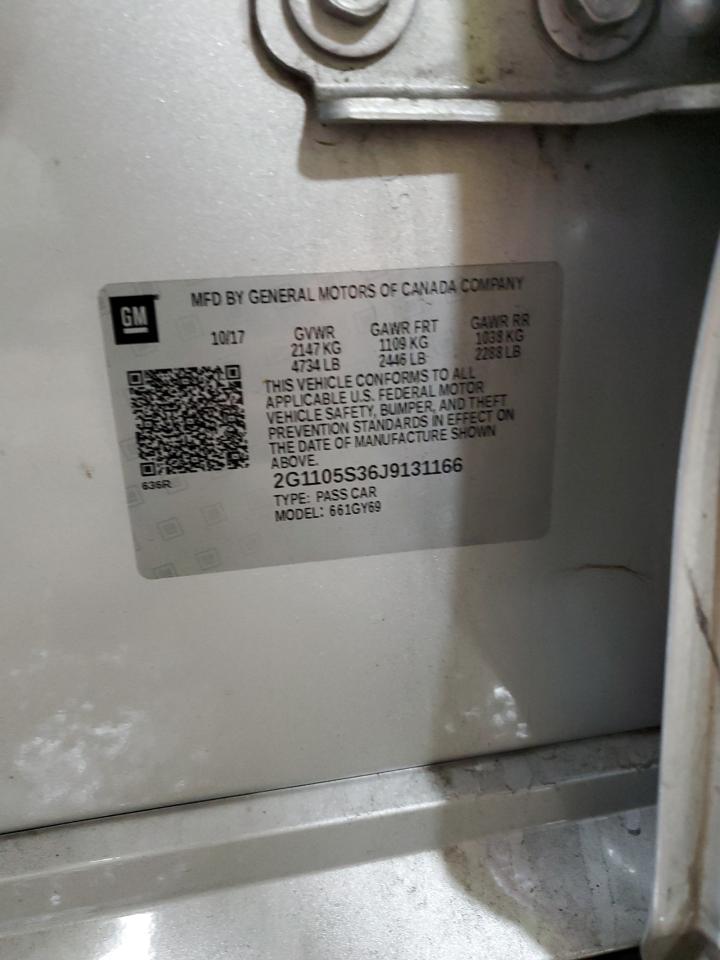 GM
MFD BY GENERAL MOTORS OF CANADA COMPANY
10/17 GVWR GAWR FRT GAWR RR
2147 KG 1109 KG 1038 KG
4734 LB 2446 LB 2288 LB
THIS VEHICLE CONFORMS TO ALL
APPLICABLE U.S. FEDERAL MOTOR
VEHICLE SAFETY, BUMPER, AND THEFT
PREVENTION STANDARDS IN EFFECT ON
THE DATE OF MANUFACTURE SHOWN
ABOVE.
636R
2G1105S36J9131166
TYPE: PASS CAR
MODEL: 661GY69